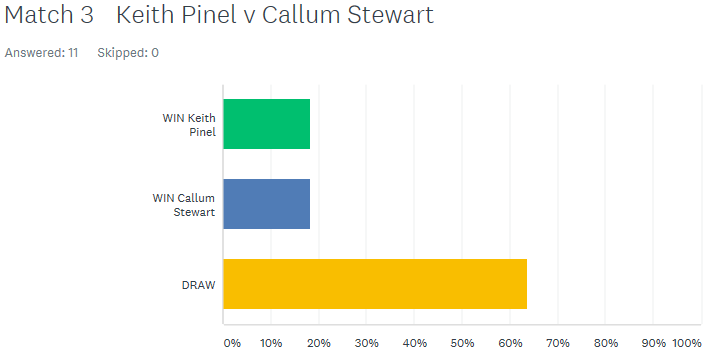 Match 3 Keith Pinel v Callum Stewart
Answered: 11 Skipped: 0
WIN Keith
Pinel
WIN Callum
Stewart
DRAW
0% 10% 20% 30% 40% 50% 60% 70% 80% 90% 100%